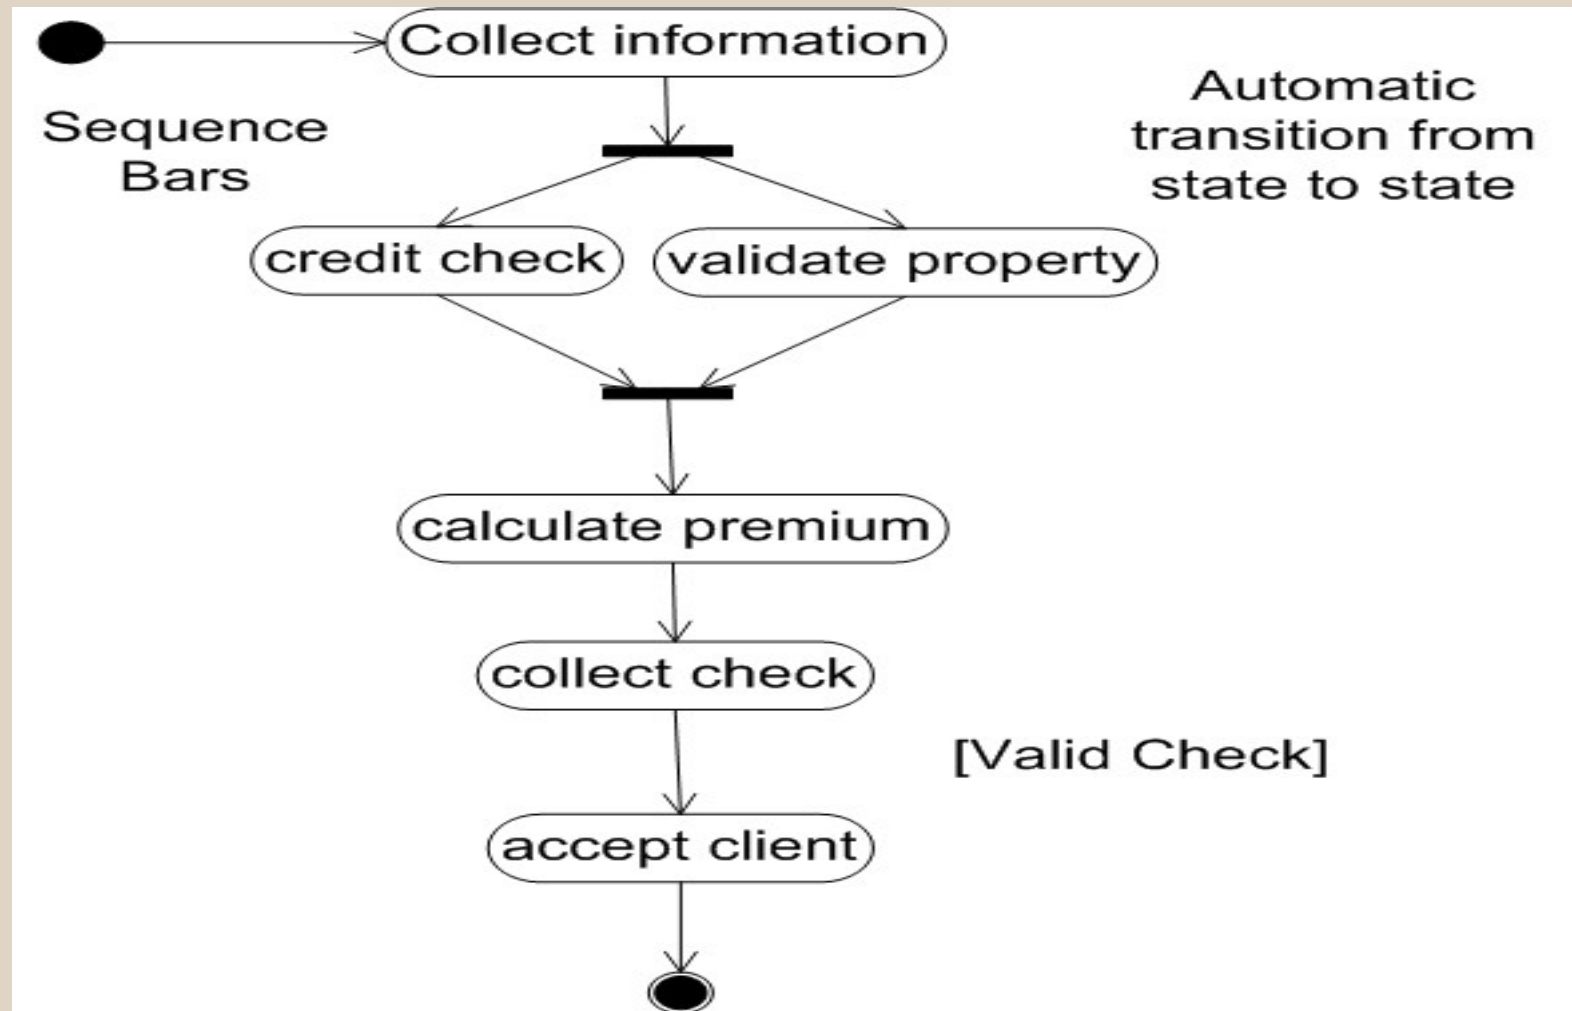 Collect information
Sequence
Bars
Automatic
transition from
state to state
credit check
validate property
calculate premium
collect check
[Valid Check]
accept client